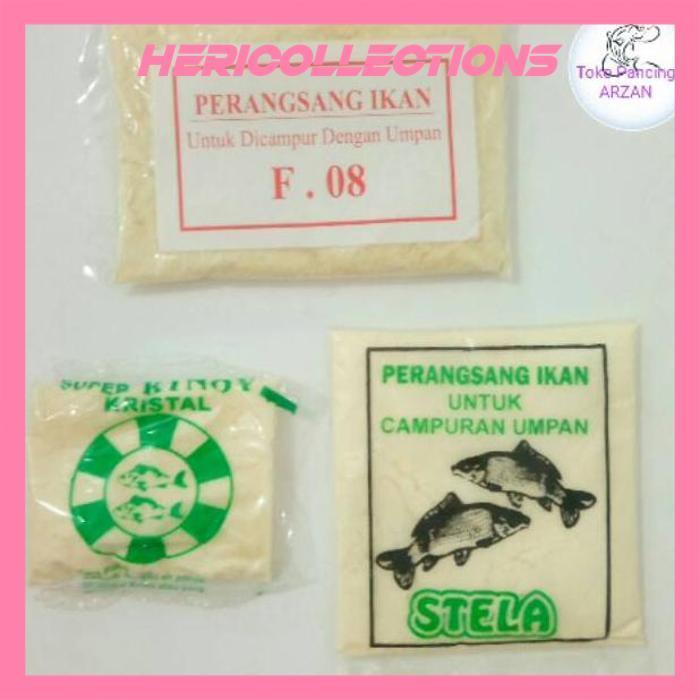 HERICOLLECTIONS
Toko Pancing
ARZAN
PERANGSANG IKAN
Untuk Dicampur Dengan Umpan
F . 08
SUPER KINOY
KRISTAL
PERANGSANG IKAN
UNTUK
CAMPURAN UMPAN
STELA